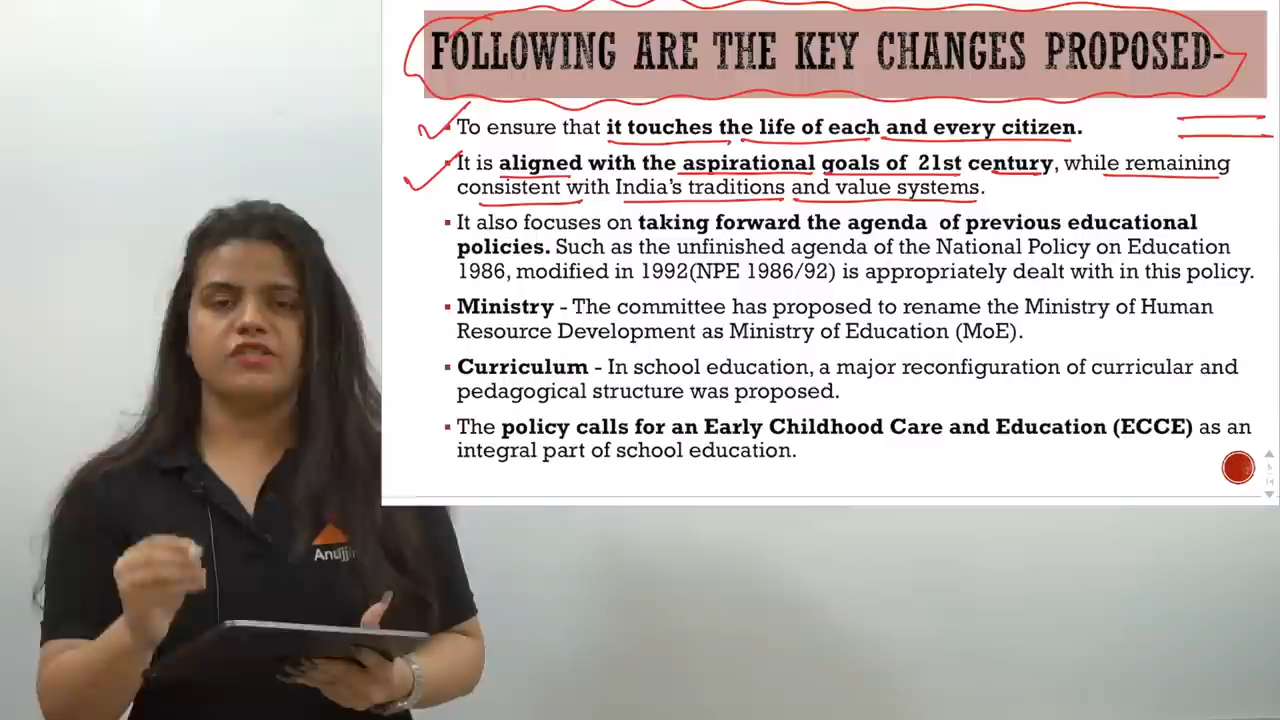 FOLLOWING ARE THE KEY CHANGES PROPOSED-
▪ To ensure that it touches the life of each and every citizen.
▪ It is aligned with the aspirational goals of 21st century, while remaining
consistent with India's traditions and value systems.
▪ It also focuses on taking forward the agenda of previous educational
policies. Such as the unfinished agenda of the National Policy on Education
1986, modified in 1992(NPE 1986/92) is appropriately dealt with in this policy.
▪ Ministry - The committee has proposed to rename the Ministry of Human
Resource Development as Ministry of Education (MoE).
▪ Curriculum - In school education, a major reconfiguration of curricular and
pedagogical structure was proposed.
▪ The policy calls for an Early Childhood Care and Education (ECCE) as an
integral part of school education.